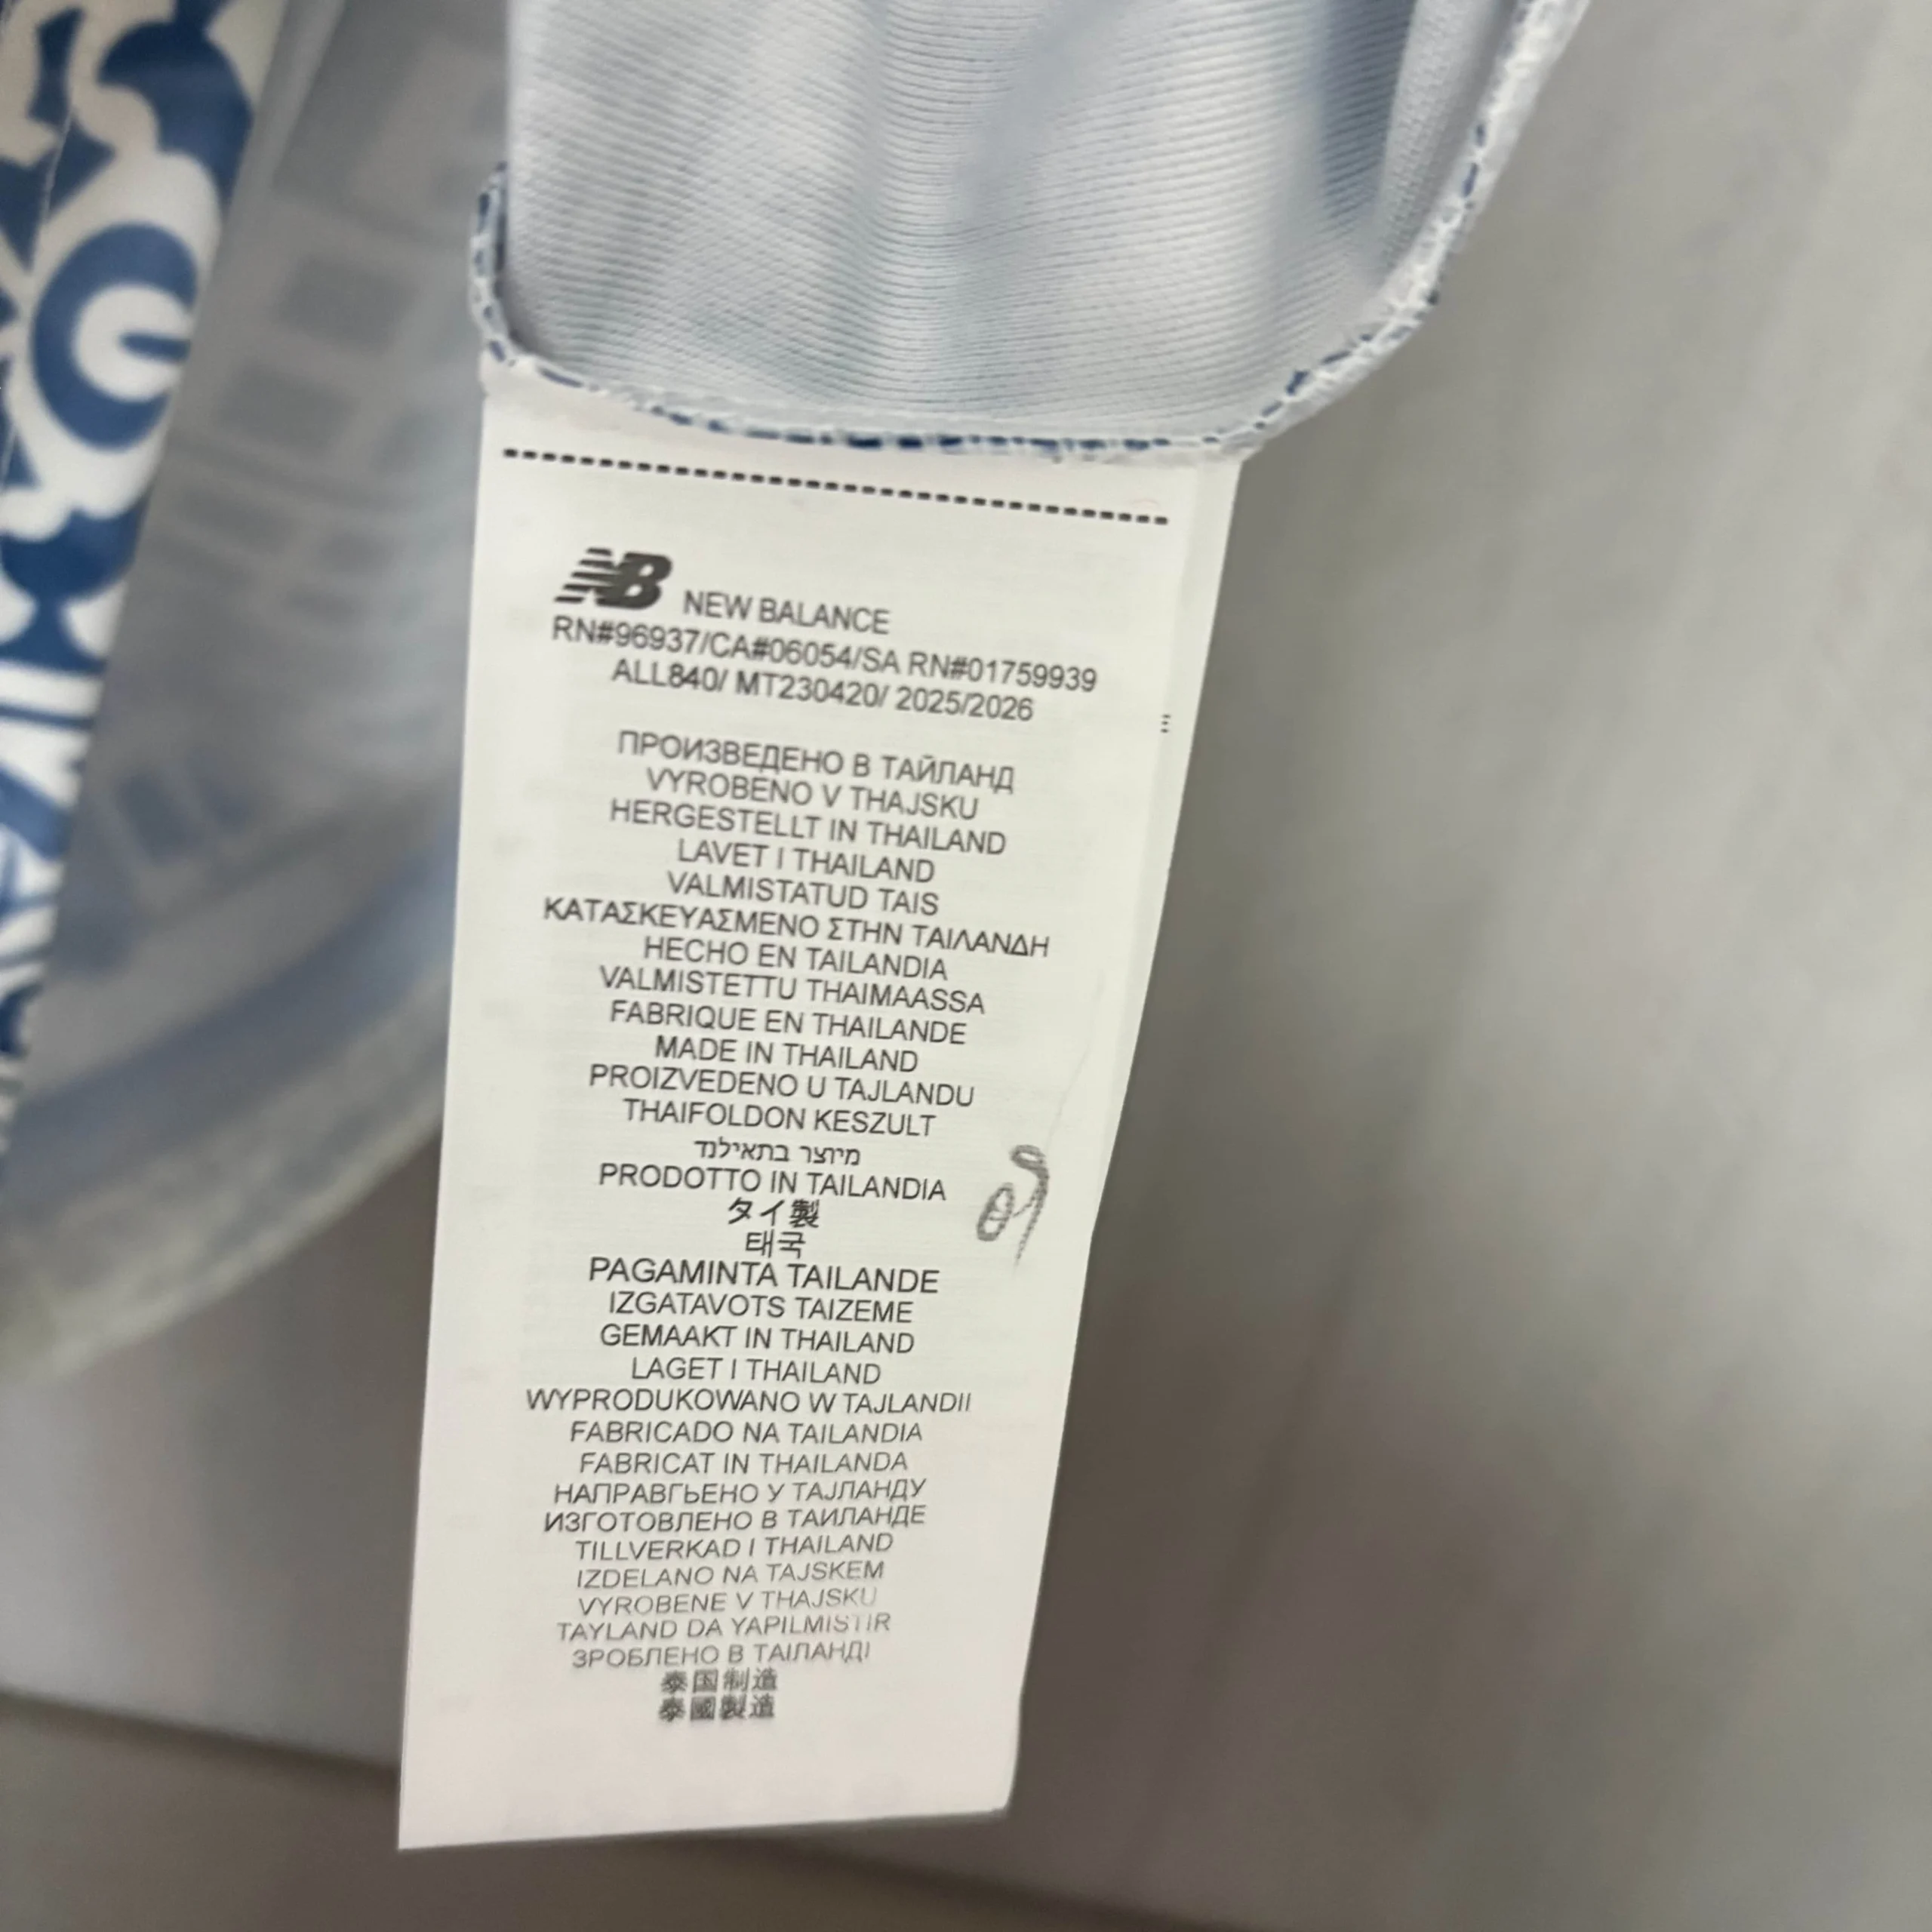 NB NEW BALANCE
RN#96937/CA#06054/SA RN#01759939
ALL840/ MT230420/ 2025/2026
ПРОИЗВЕДЕНО В ТАЙЛАНД
VYROBENO V THAJSKU
HERGESTELLT IN THAILAND
LAVET I THAILAND
VALMISTATUD TAIS
ΚΑΤΑΣΚΕΥΑΣΜΕΝΟ ΣΤΗΝ ΤΑΙΛΑΝΔΗ
HECHO EN TAILANDIA
VALMISTETTU THAIMAASSA
FABRIQUE EN THAILANDE
MADE IN THAILAND
PROIZVEDENO U TAJLANDU
THAIFOLDON KESZULT
מיוצר בתאילנד
PRODOTTO IN TAILANDIA
タイ製
태국
PAGAMINTA TAILANDE
IZGATAVOTS TAIZEME
GEMAAKT IN THAILAND
LAGET I THAILAND
WYPRODUKOWANO W TAJLANDII
FABRICADO NA TAILANDIA
FABRICAT IN THAILANDA
НАПРАВГЬЕНО У ТАЈЛАНДУ
ИЗГОТОВЛЕНО В ТАИЛАНДЕ
TILLVERKAD I THAILAND
IZDELANO NA TAJSKEM
VYROBENE V THAJSKU
TAYLAND DA YAPILMISTIR
ЗРОБЛЕНО В ТАІЛАНДІ
泰国制造
泰國製造